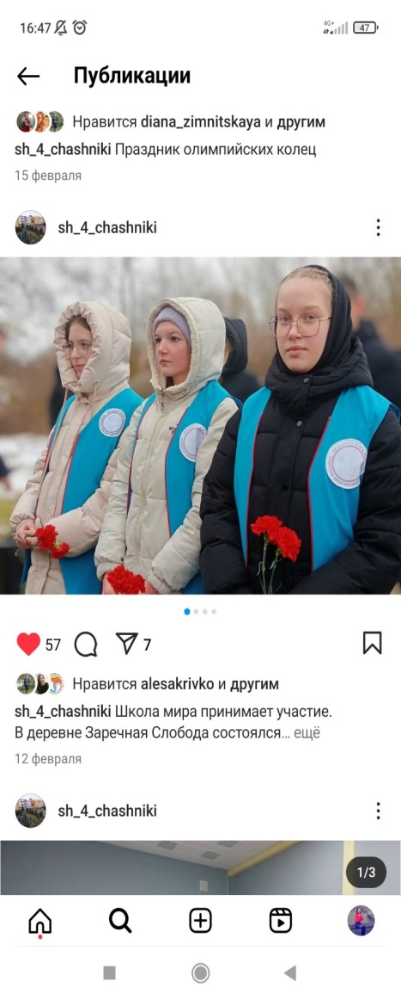 16:47
4G+
47
Публикации
Нравится diana_zimnitskaya и другим
sh_4_chashniki Праздник олимпийских колец
15 февраля
sh_4_chashniki
57
7
Нравится alesakrivko и другим
sh_4_chashniki Школа мира принимает участие.
В деревне Заречная Слобода состоялся... ещё
12 февраля
sh_4_chashniki
1/3